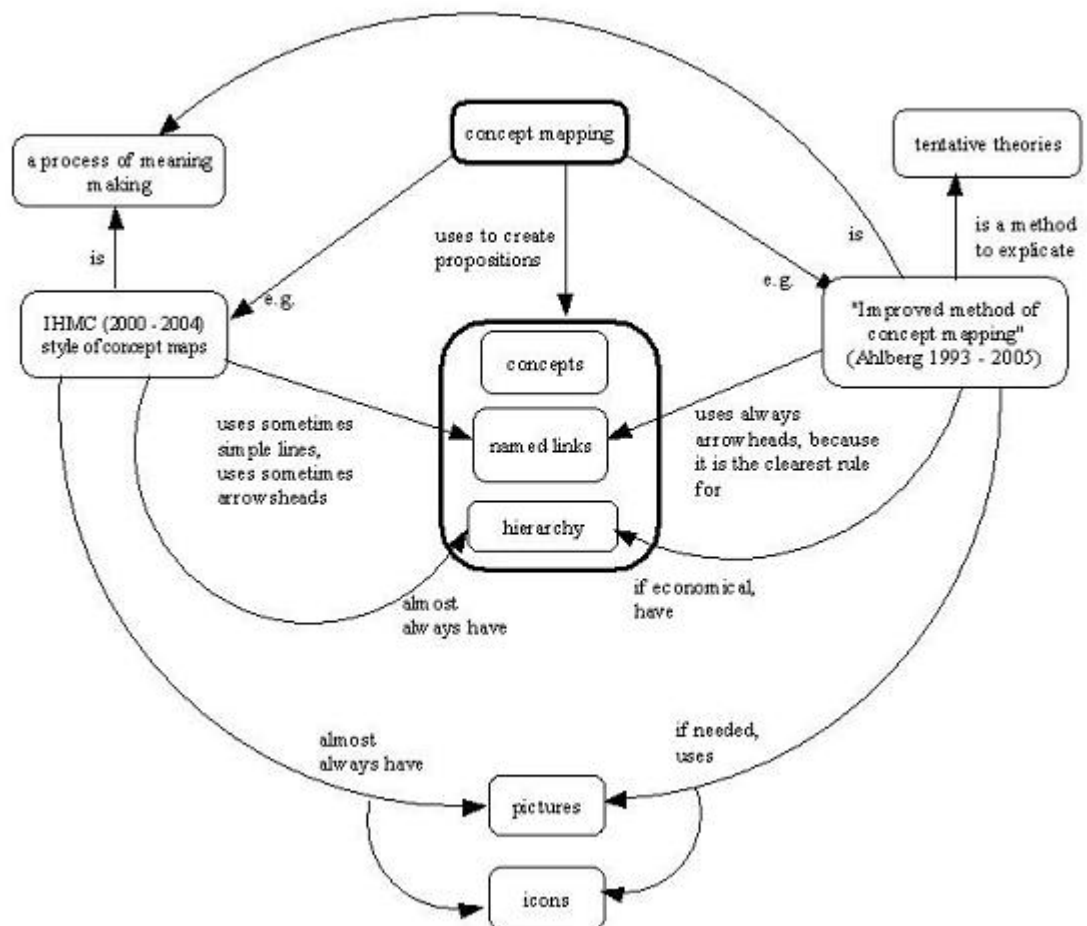 concept mapping
tentative theories
a process of meaning
making
uses to create
propositions
is
is a method
to explicate
is
e.g.
e.g.
IHMC (2000 - 2004)
style of concept maps
"Improved method of
concept mapping"
(Ahlberg 1993 - 2005)
concepts
named links
hierarchy
uses sometimes
simple lines,
uses sometimes
arrowsheads
uses always
arrowheads, because
it is the clearest rule
for
almost
always have
if economical,
have
almost
always have
if needed,
uses
pictures
icons